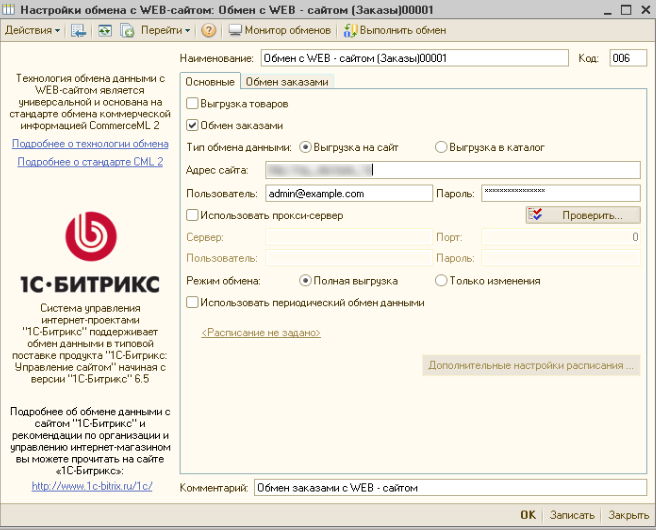 Настройки обмена с WEB-сайтом: Обмен с WEB - сайтом (Заказы)00001
Действия Перейти Монитор обменов Выполнить обмен
Наименование: Обмен с WEB - сайтом (Заказы)00001 Код: 006
Технология обмена данными с
WEB-сайтом является
универсальной и основана на
стандарте обмена коммерческой
информацией CommerceML 2
Подробнее о технологии обмена
Подробнее о стандарте CML 2
1С·БИТРИКС
Система управления
интернет-проектами
"1С-Битрикс" поддерживает
обмен данными в типовой
поставке продукта "1С-Битрикс:
Управление сайтом" начиная с
версии "1С-Битрикс" 6.5
Подробнее об обмене данными с
сайтом "1С-Битрикс" и
рекомендации по организации и
управлению интернет-магазином
вы можете прочитать на сайте
«1С-Битрикс»:
http://www.1c-bitrix.ru/1c/
Основные Обмен заказами
Выгрузка товаров
Обмен заказами
Тип обмена данными: Выгрузка на сайт Выгрузка в каталог
Адрес сайта:
Пользователь: admin@example.com Пароль: ***************
Использовать прокси-сервер Проверить...
Сервер: Порт: 0
Пользователь: Пароль:
Режим обмена: Полная выгрузка Только изменения
Использовать периодический обмен данными
<Расписание не задано>
Дополнительные настройки расписания ...
Комментарий: Обмен заказами с WEB - сайтом
OK Записать Закрыть